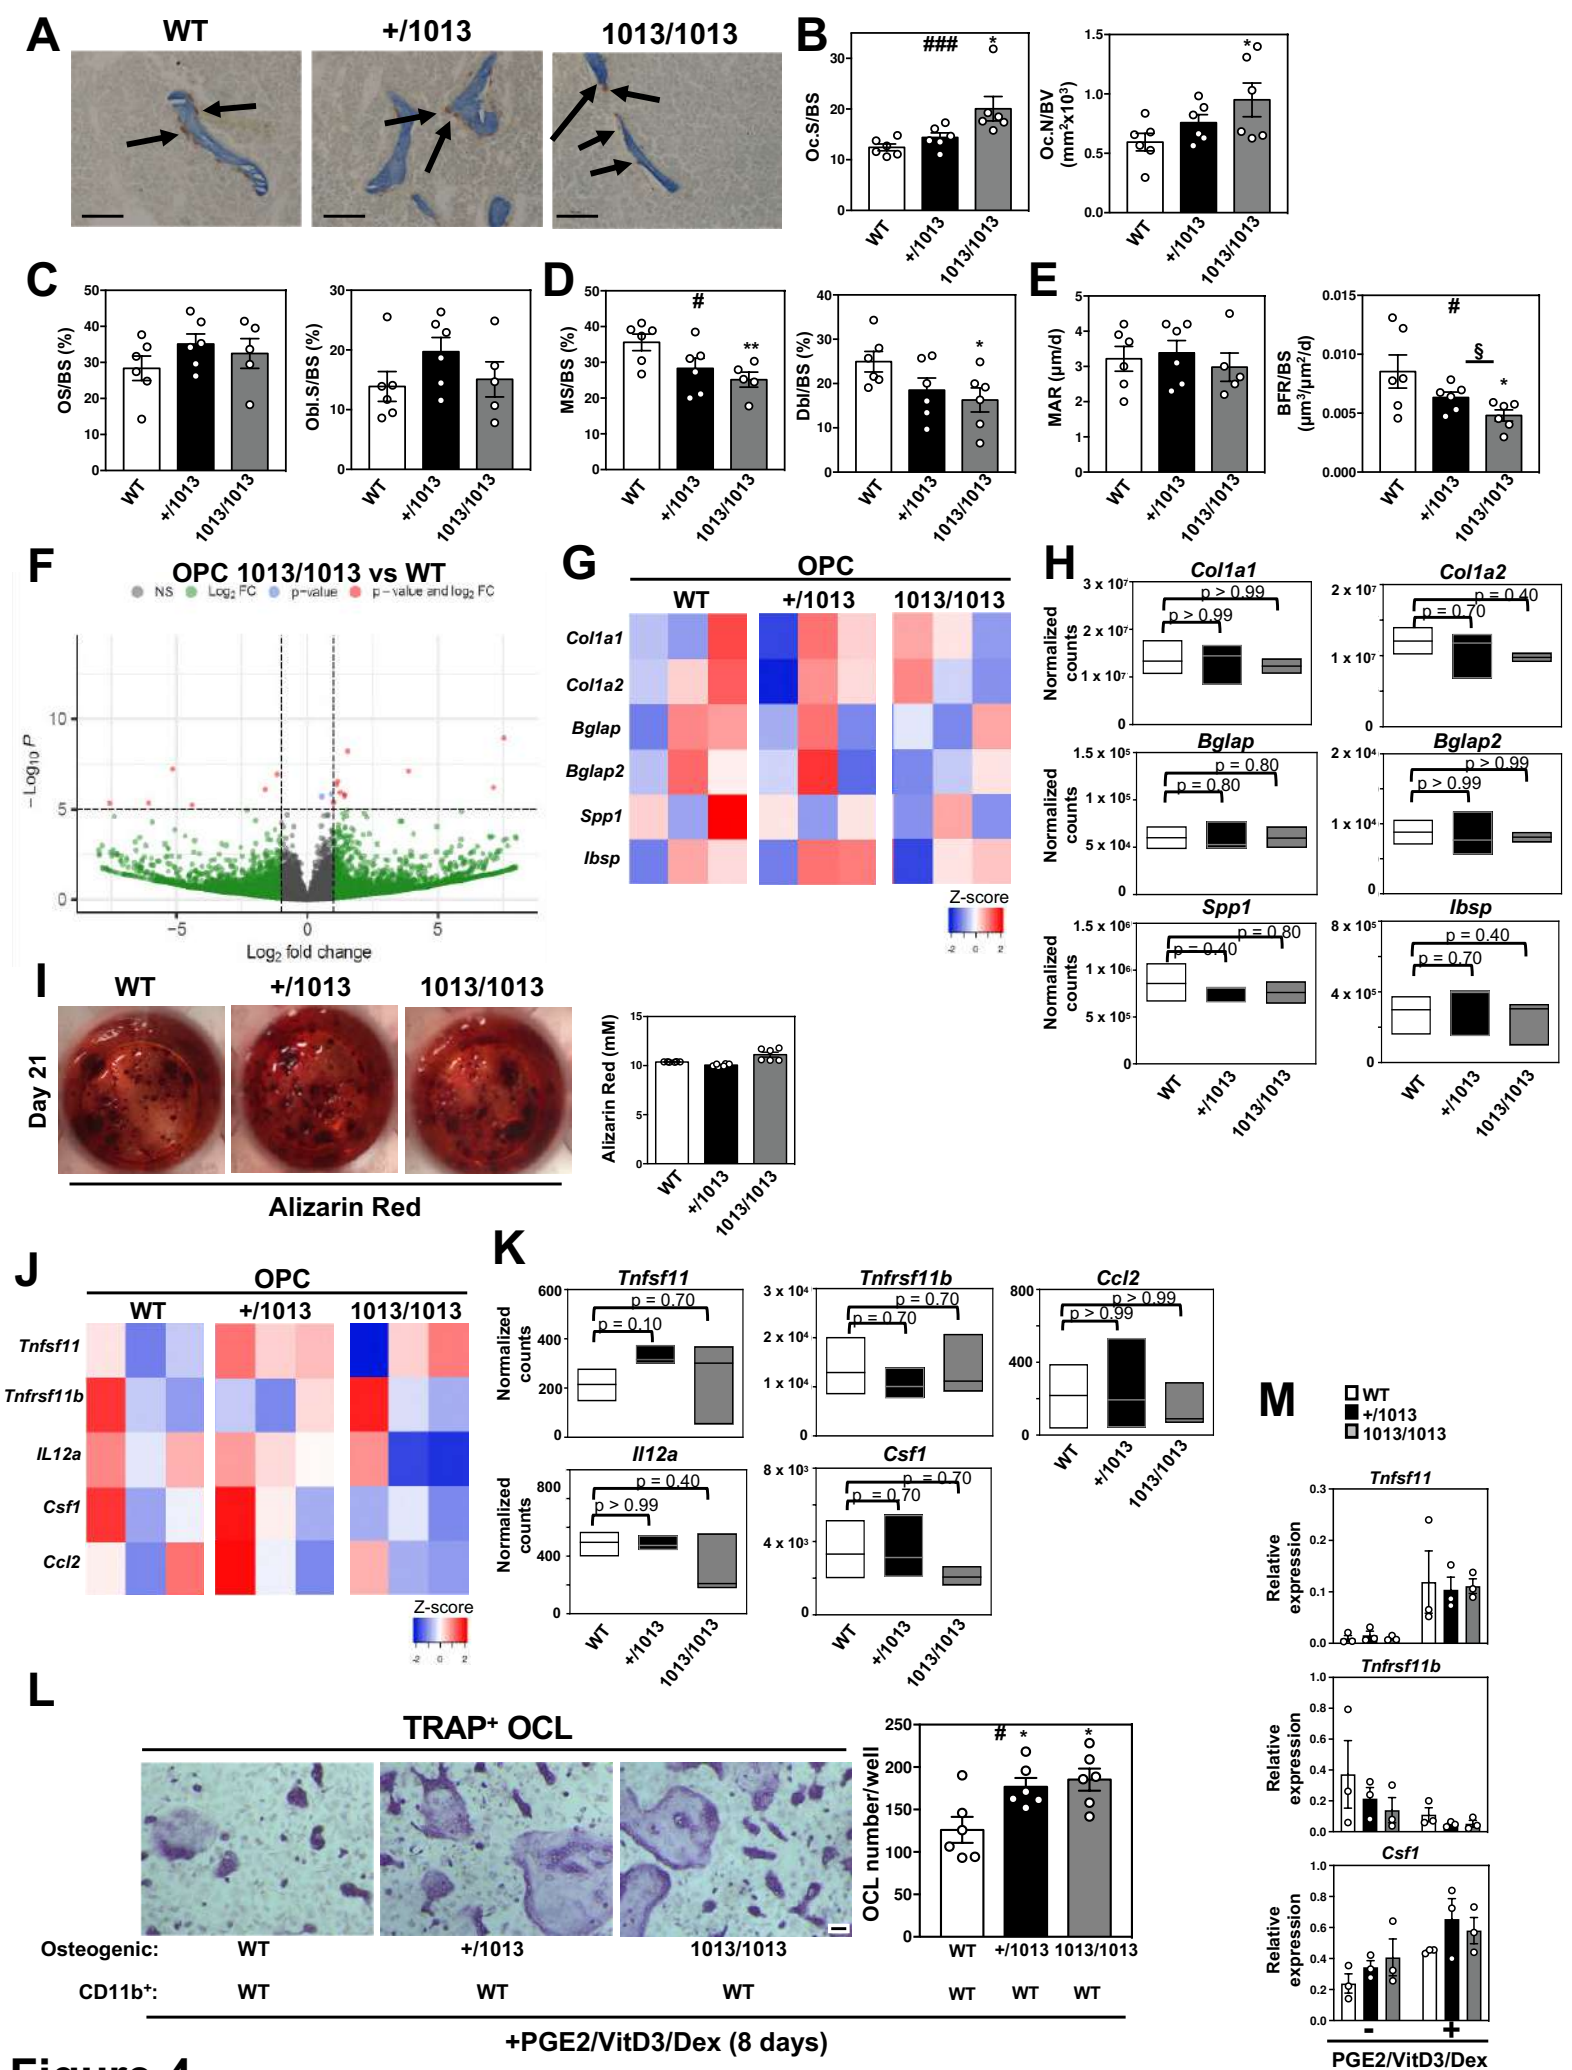 A
WT
+/1013
1013/1013
B
Oc.S/BS
30
20
10
0
###
*
WT
+/1013
1013/1013
Oc.N/BV
(mm²x10³)
1.5
1.0
0.5
0.0
*
WT
+/1013
1013/1013
C
OS/BS (%)
50
40
30
20
10
0
WT
+/1013
1013/1013
Obl.S/BS (%)
30
20
10
0
WT
+/1013
1013/1013
D
MS/BS (%)
50
40
30
20
10
0
#
**
WT
+/1013
1013/1013
Dbl/BS (%)
40
30
20
10
0
*
WT
+/1013
1013/1013
E
MAR (µm/d)
5
4
3
2
1
0
WT
+/1013
1013/1013
BFR/BS
(µm³/µm²/d)
0.015
0.010
0.005
0.000
#
§
*
WT
+/1013
1013/1013
F
OPC 1013/1013 vs WT
NS
Log₂ FC
p−value
p−value and log₂ FC
−Log₁₀ P
10
5
0
−5
0
5
Log₂ fold change
G
OPC
WT
+/1013
1013/1013
Col1a1
Col1a2
Bglap
Bglap2
Spp1
Ibsp
Z-score
-2
0
2
H
Col1a1
Normalized
counts
3 x 10⁷
2 x 10⁷
1 x 10⁷
0
p > 0.99
p > 0.99
Col1a2
2 x 10⁷
1 x 10⁷
0
p = 0.40
p = 0.70
Bglap
Normalized
counts
1.5 x 10⁵
1 x 10⁵
5 x 10⁴
0
p = 0.80
p = 0.80
Bglap2
2 x 10⁴
1 x 10⁴
0
p > 0.99
p > 0.99
Spp1
Normalized
counts
1.5 x 10⁶
1 x 10⁶
5 x 10⁵
0
p = 0.80
p = 0.40
WT
+/1013
1013/1013
Ibsp
8 x 10⁵
4 x 10⁵
0
p = 0.40
p = 0.70
WT
+/1013
1013/1013
I
WT
+/1013
1013/1013
Day 21
Alizarin Red
Alizarin Red (mM)
15
10
5
0
WT
+/1013
1013/1013
J
OPC
WT
+/1013
1013/1013
Tnfsf11
Tnfrsf11b
IL12a
Csf1
Ccl2
Z-score
-2
0
2
K
Tnfsf11
Normalized
counts
600
400
200
0
p = 0.70
p = 0.10
Tnfrsf11b
3 x 10⁴
2 x 10⁴
1 x 10⁴
0
p = 0.70
p = 0.70
Ccl2
800
400
0
p > 0.99
p > 0.99
WT
+/1013
1013/1013
Il12a
Normalized
counts
800
400
0
p = 0.40
p > 0.99
WT
+/1013
1013/1013
Csf1
8 x 10³
4 x 10³
0
p = 0.70
p = 0.70
WT
+/1013
1013/1013
L
TRAP⁺ OCL
Osteogenic:
WT
+/1013
1013/1013
CD11b⁺:
WT
WT
WT
OCL number/well
250
200
150
100
50
0
#
*
*
WT
+/1013
1013/1013
WT
WT
WT
+PGE2/VitD3/Dex (8 days)
M
WT
+/1013
1013/1013
Tnfsf11
Relative
expression
0.3
0.2
0.1
0.0
Tnfrsf11b
Relative
expression
1.0
0.8
0.6
0.4
0.2
0.0
Csf1
Relative
expression
1.0
0.8
0.6
0.4
0.2
0.0
-
+
PGE2/VitD3/Dex
Figure 4